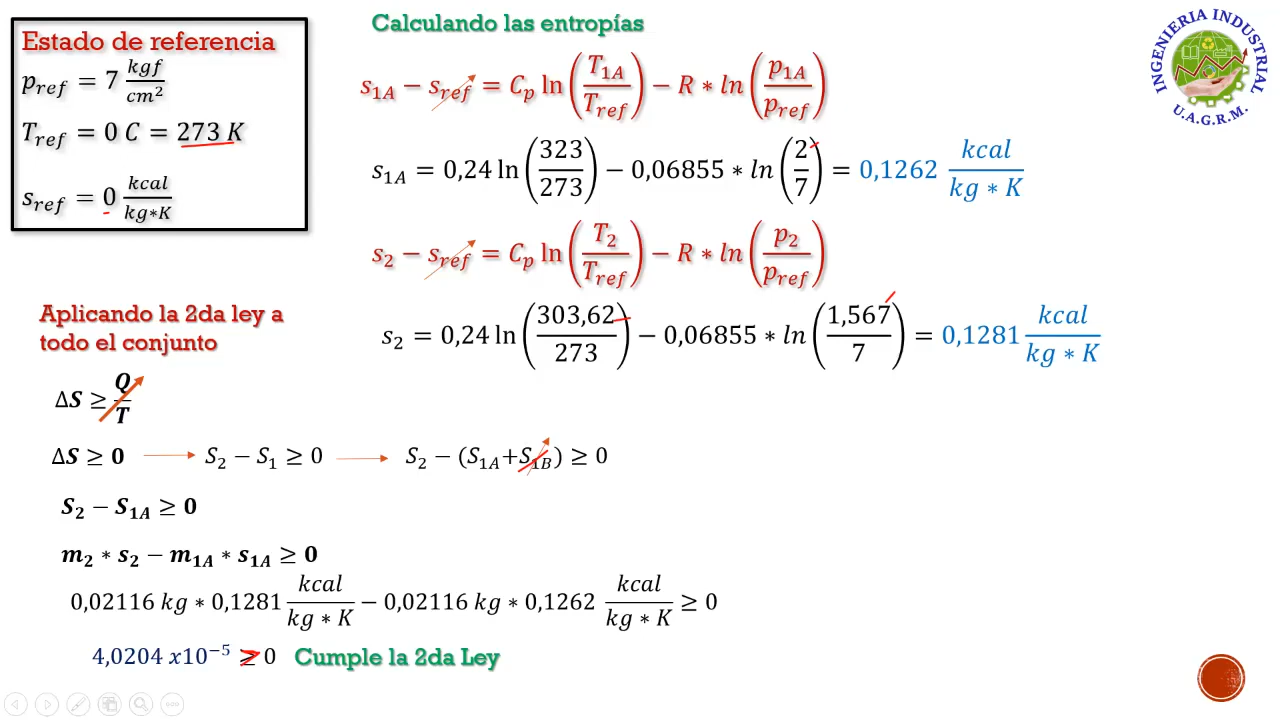 Estado de referencia
p_ref = 7 kgf/cm²
T_ref = 0 C = 273 K
s_ref = 0 kcal/kg∗K
Calculando las entropías
s_1A − s_ref = C_p ln (T_1A/T_ref) − R ∗ ln (p_1A/p_ref)
s_1A = 0,24 ln (323/273) − 0,06855 ∗ ln (2/7) = 0,1262 kcal/kg ∗ K
s_2 − s_ref = C_p ln (T_2/T_ref) − R ∗ ln (p_2/p_ref)
s_2 = 0,24 ln (303,62/273) − 0,06855 ∗ ln (1,567/7) = 0,1281 kcal/kg ∗ K
INGENIERIA INDUSTRIAL
U.A.G.R.M.
Aplicando la 2da ley a
todo el conjunto
ΔS ≥ Q/T
ΔS ≥ 0 → S_2 − S_1 ≥ 0 → S_2 − (S_1A+S_1B) ≥ 0
S_2 − S_1A ≥ 0
m_2 ∗ s_2 − m_1A ∗ s_1A ≥ 0
0,02116 kg ∗ 0,1281 kcal/kg ∗ K − 0,02116 kg ∗ 0,1262 kcal/kg ∗ K ≥ 0
4,0204 x10⁻⁵ ≥ 0 Cumple la 2da Ley